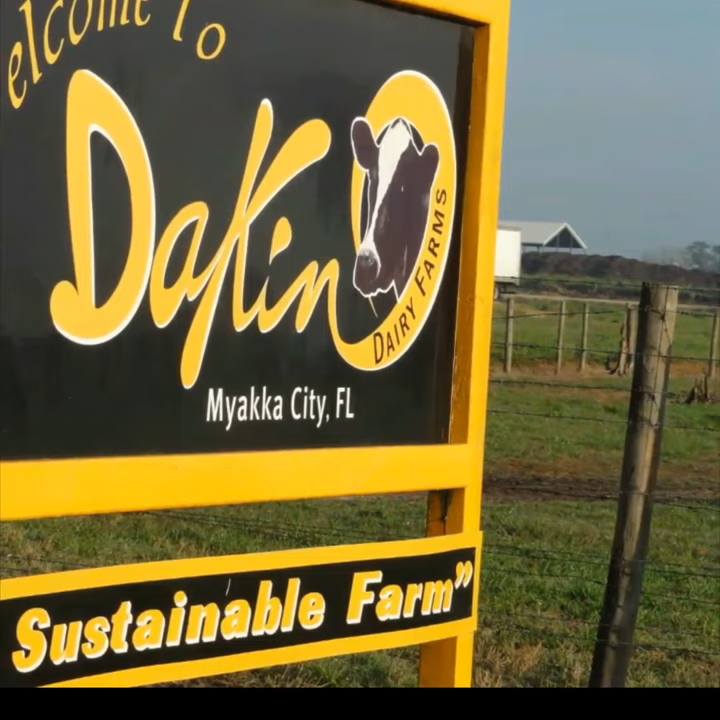 elcome To
Dakin
Dairy Farms
Myakka City, FL
Sustainable Farm”